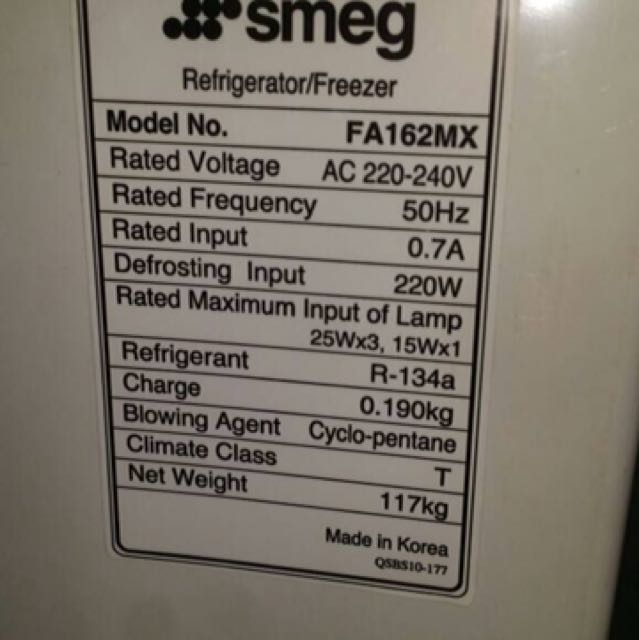 smeg
Refrigerator/Freezer
Model No. FA162MX
Rated Voltage AC 220-240V
Rated Frequency 50Hz
Rated Input 0.7A
Defrosting Input 220W
Rated Maximum Input of Lamp
25Wx3, 15Wx1
Refrigerant R-134a
Charge 0.190kg
Blowing Agent Cyclo-pentane
Climate Class T
Net Weight 117kg
Made in Korea
QSBS10-177